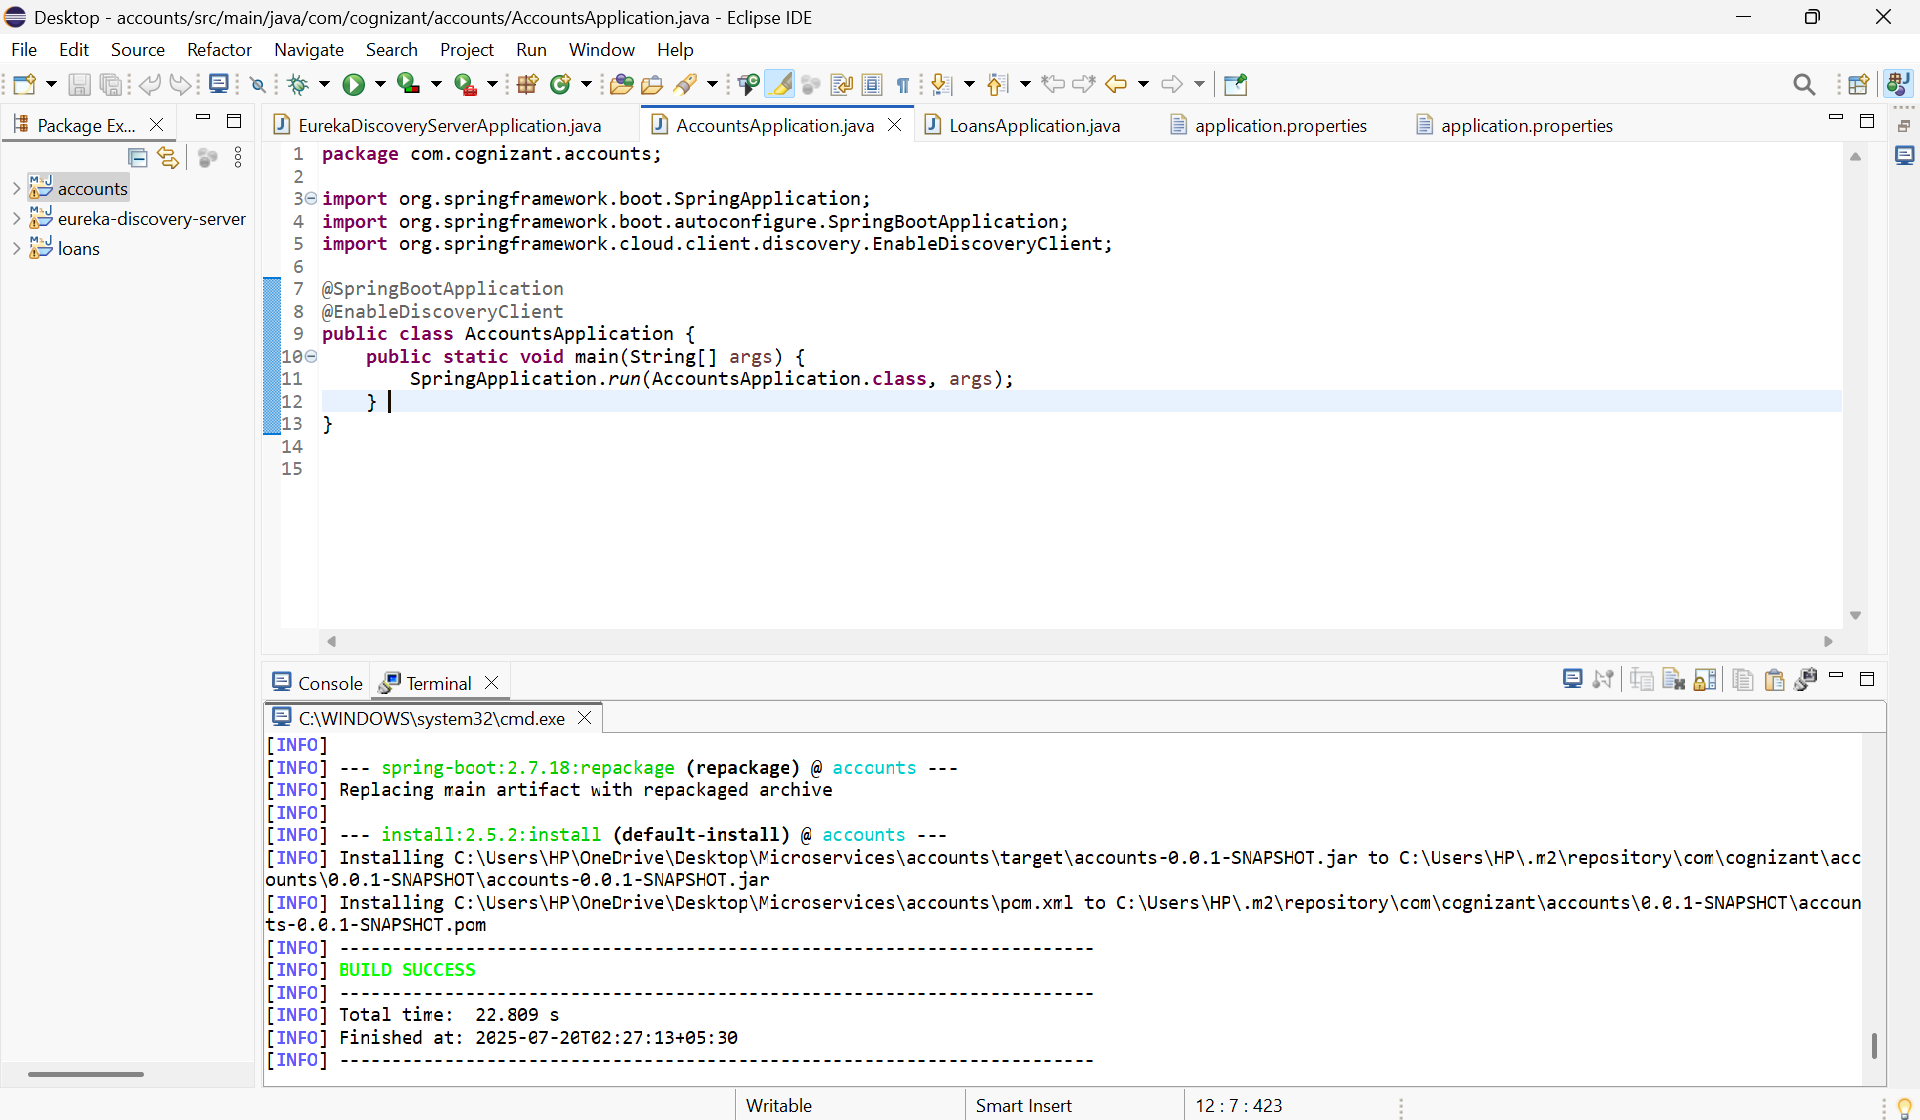 Desktop - accounts/src/main/java/com/cognizant/accounts/AccountsApplication.java - Eclipse IDE
File Edit Source Refactor Navigate Search Project Run Window Help
Package Ex...
accounts
eureka-discovery-server
loans
EurekaDiscoveryServerApplication.java AccountsApplication.java LoansApplication.java application.properties application.properties
1 package com.cognizant.accounts;
2
3 import org.springframework.boot.SpringApplication;
4 import org.springframework.boot.autoconfigure.SpringBootApplication;
5 import org.springframework.cloud.client.discovery.EnableDiscoveryClient;
6
7 @SpringBootApplication
8 @EnableDiscoveryClient
9 public class AccountsApplication {
10 public static void main(String[] args) {
11 SpringApplication.run(AccountsApplication.class, args);
12 }
13 }
14
15
Console Terminal
C:\WINDOWS\system32\cmd.exe
[INFO]
[INFO] --- spring-boot:2.7.18:repackage (repackage) @ accounts ---
[INFO] Replacing main artifact with repackaged archive
[INFO]
[INFO] --- install:2.5.2:install (default-install) @ accounts ---
[INFO] Installing C:\Users\HP\OneDrive\Desktop\Microservices\accounts\target\accounts-0.0.1-SNAPSHOT.jar to C:\Users\HP\.m2\repository\com\cognizant\acc
ounts\0.0.1-SNAPSHOT\accounts-0.0.1-SNAPSHOT.jar
[INFO] Installing C:\Users\HP\OneDrive\Desktop\Microservices\accounts\pom.xml to C:\Users\HP\.m2\repository\com\cognizant\accounts\0.0.1-SNAPSHOT\accoun
ts-0.0.1-SNAPSHOT.pom
[INFO] ------------------------------------------------------------------------
[INFO] BUILD SUCCESS
[INFO] ------------------------------------------------------------------------
[INFO] Total time:  22.809 s
[INFO] Finished at: 2025-07-20T02:27:13+05:30
[INFO] ------------------------------------------------------------------------
Writable Smart Insert 12 : 7 : 423